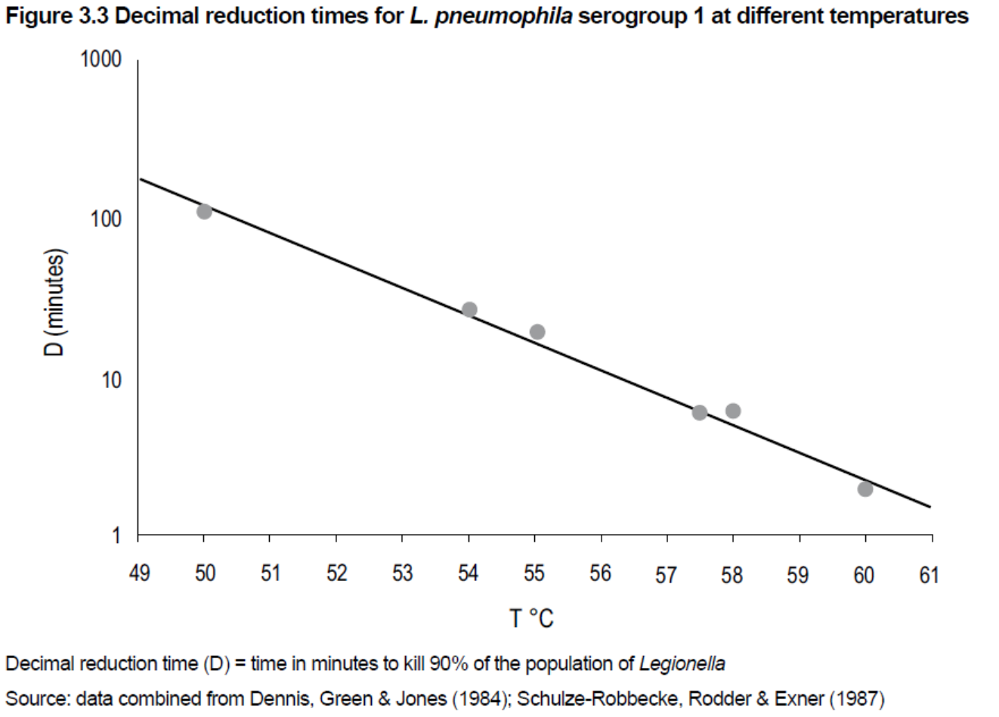 Figure 3.3 Decimal reduction times for L. pneumophila serogroup 1 at different temperatures
1000
100
10
1
D (minutes)
49 50 51 52 53 54 55 56 57 58 59 60 61
T °C
Decimal reduction time (D) = time in minutes to kill 90% of the population of Legionella
Source: data combined from Dennis, Green & Jones (1984); Schulze-Robbecke, Rodder & Exner (1987)